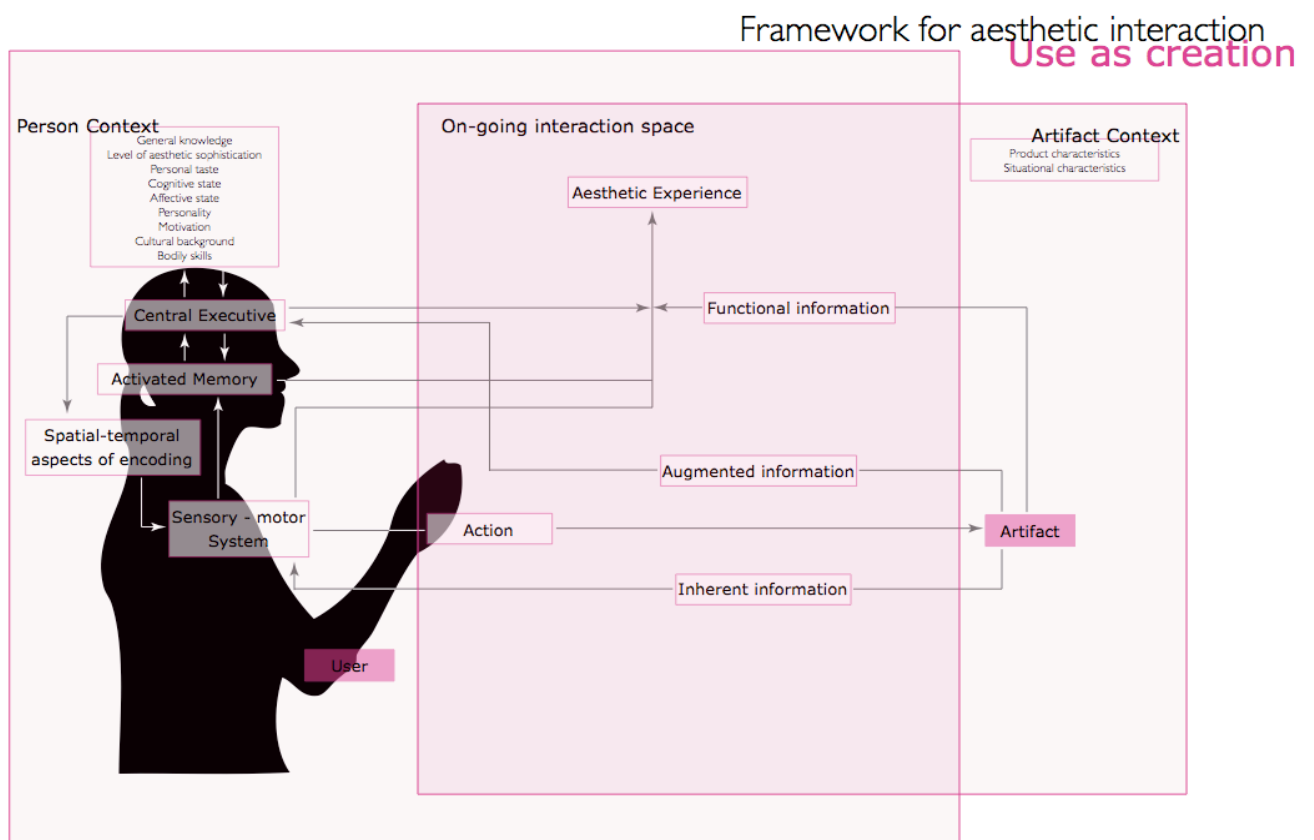 Framework for aesthetic interaction
Use as creation
Person Context
General knowledge
Level of aesthetic sophistication
Personal taste
Cognitive state
Affective state
Personality
Motivation
Cultural background
Bodily skills
On-going interaction space
Artifact Context
Product characteristics
Situational characteristics
Aesthetic Experience
Central Executive
Functional information
Activated Memory
Spatial-temporal
aspects of encoding
Augmented information
Sensory - motor
System
Action
Artifact
Inherent information
User